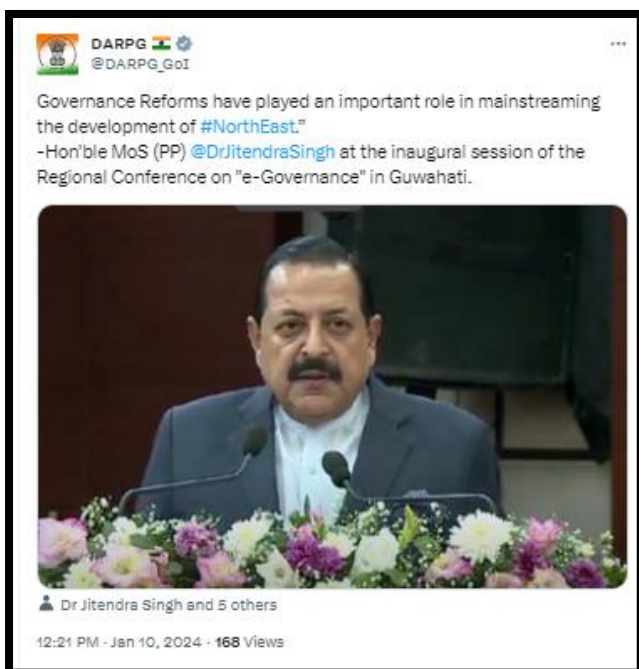 DARPG
@DARPG_GoI
Governance Reforms have played an important role in mainstreaming
the development of #NorthEast.”
-Hon'ble MoS (PP) @DrJitendraSingh at the inaugural session of the
Regional Conference on "e-Governance" in Guwahati.
Dr Jitendra Singh and 5 others
12:21 PM · Jan 10, 2024 · 168 Views